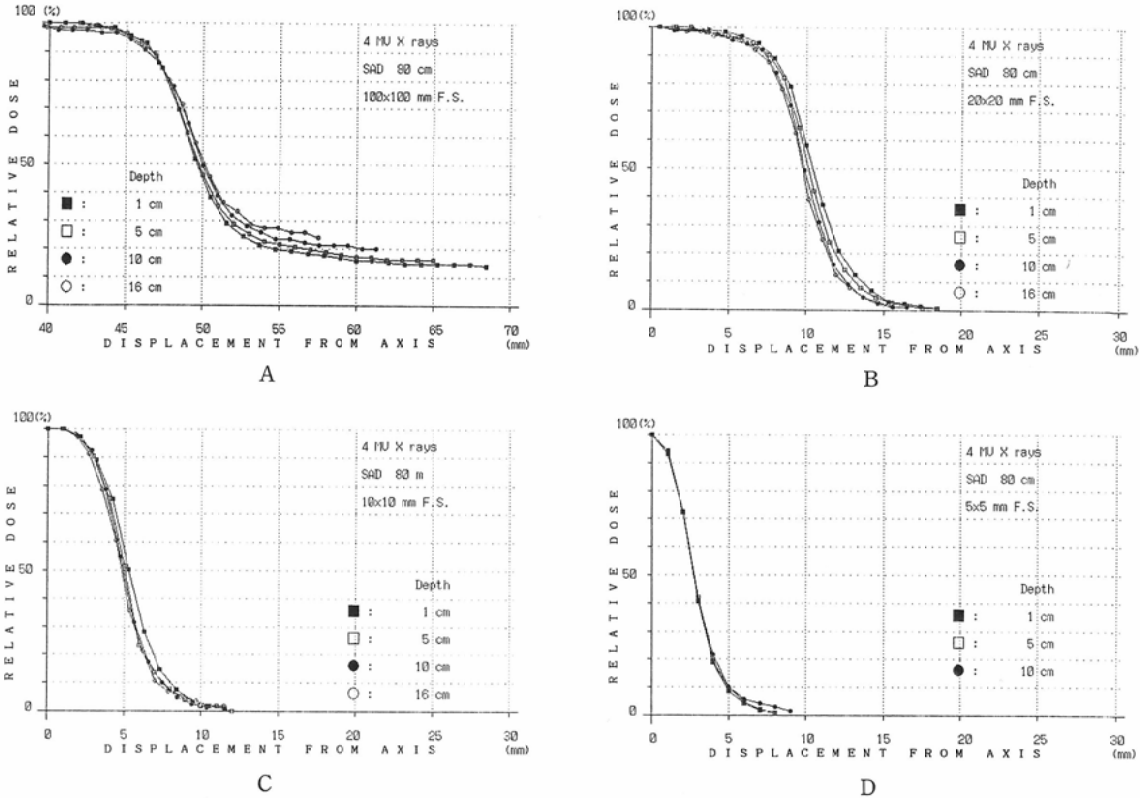 100 (%)
4 MV X rays
SAD 80 cm
100x100 mm F.S.
RELATIVE DOSE
50
Depth
■ : 1 cm
□ : 5 cm
● : 10 cm
○ : 16 cm
0
40 45 50 55 60 65 70
DISPLACEMENT FROM AXIS (mm)
A
100(%)
4 MV X rays
SAD 80 cm
20x20 mm F.S.
RELATIVE DOSE
50
Depth
■ : 1 cm
□ : 5 cm
● : 10 cm
○ : 16 cm
0
0 5 10 15 20 25 30
DISPLACEMENT FROM AXIS (mm)
B
100(%)
4 MV X rays
SAD 80 m
10x10 mm F.S.
RELATIVE DOSE
50
Depth
■ : 1 cm
□ : 5 cm
● : 10 cm
○ : 16 cm
0
0 5 10 15 20 25 30
DISPLACEMENT FROM AXIS (mm)
C
100(%)
4 MV X rays
SAD 80 cm
5x5 mm F.S.
RELATIVE DOSE
50
Depth
■ : 1 cm
□ : 5 cm
● : 10 cm
0
0 5 10 15 20 25 30
DISPLACEMENT FROM AXIS (mm)
D